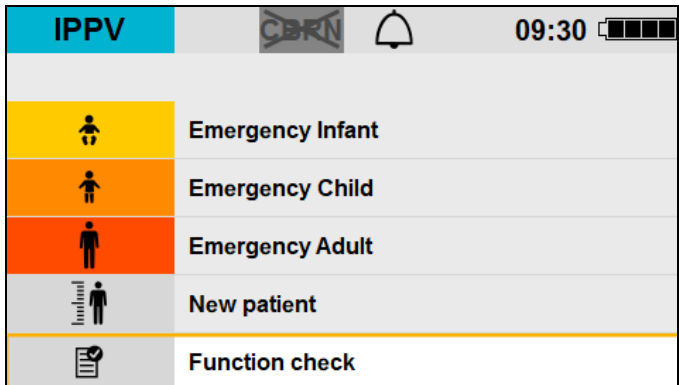 IPPV CBRN 09:30
Emergency Infant
Emergency Child
Emergency Adult
New patient
Function check